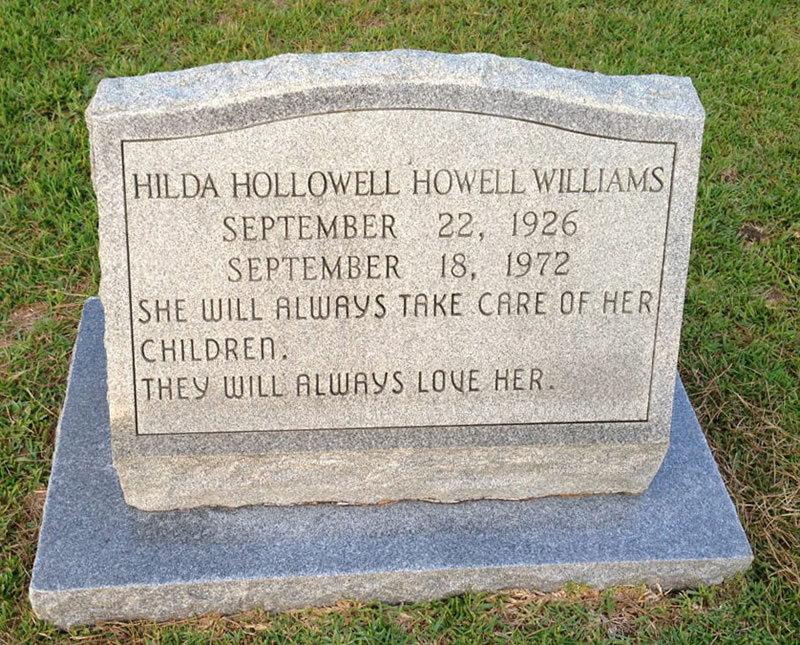 HILDA HOLLOWELL HOWELL WILLIAMS
SEPTEMBER 22, 1926
SEPTEMBER 18, 1972
SHE WILL ALWAYS TAKE CARE OF HER
CHILDREN.
THEY WILL ALWAYS LOVE HER.